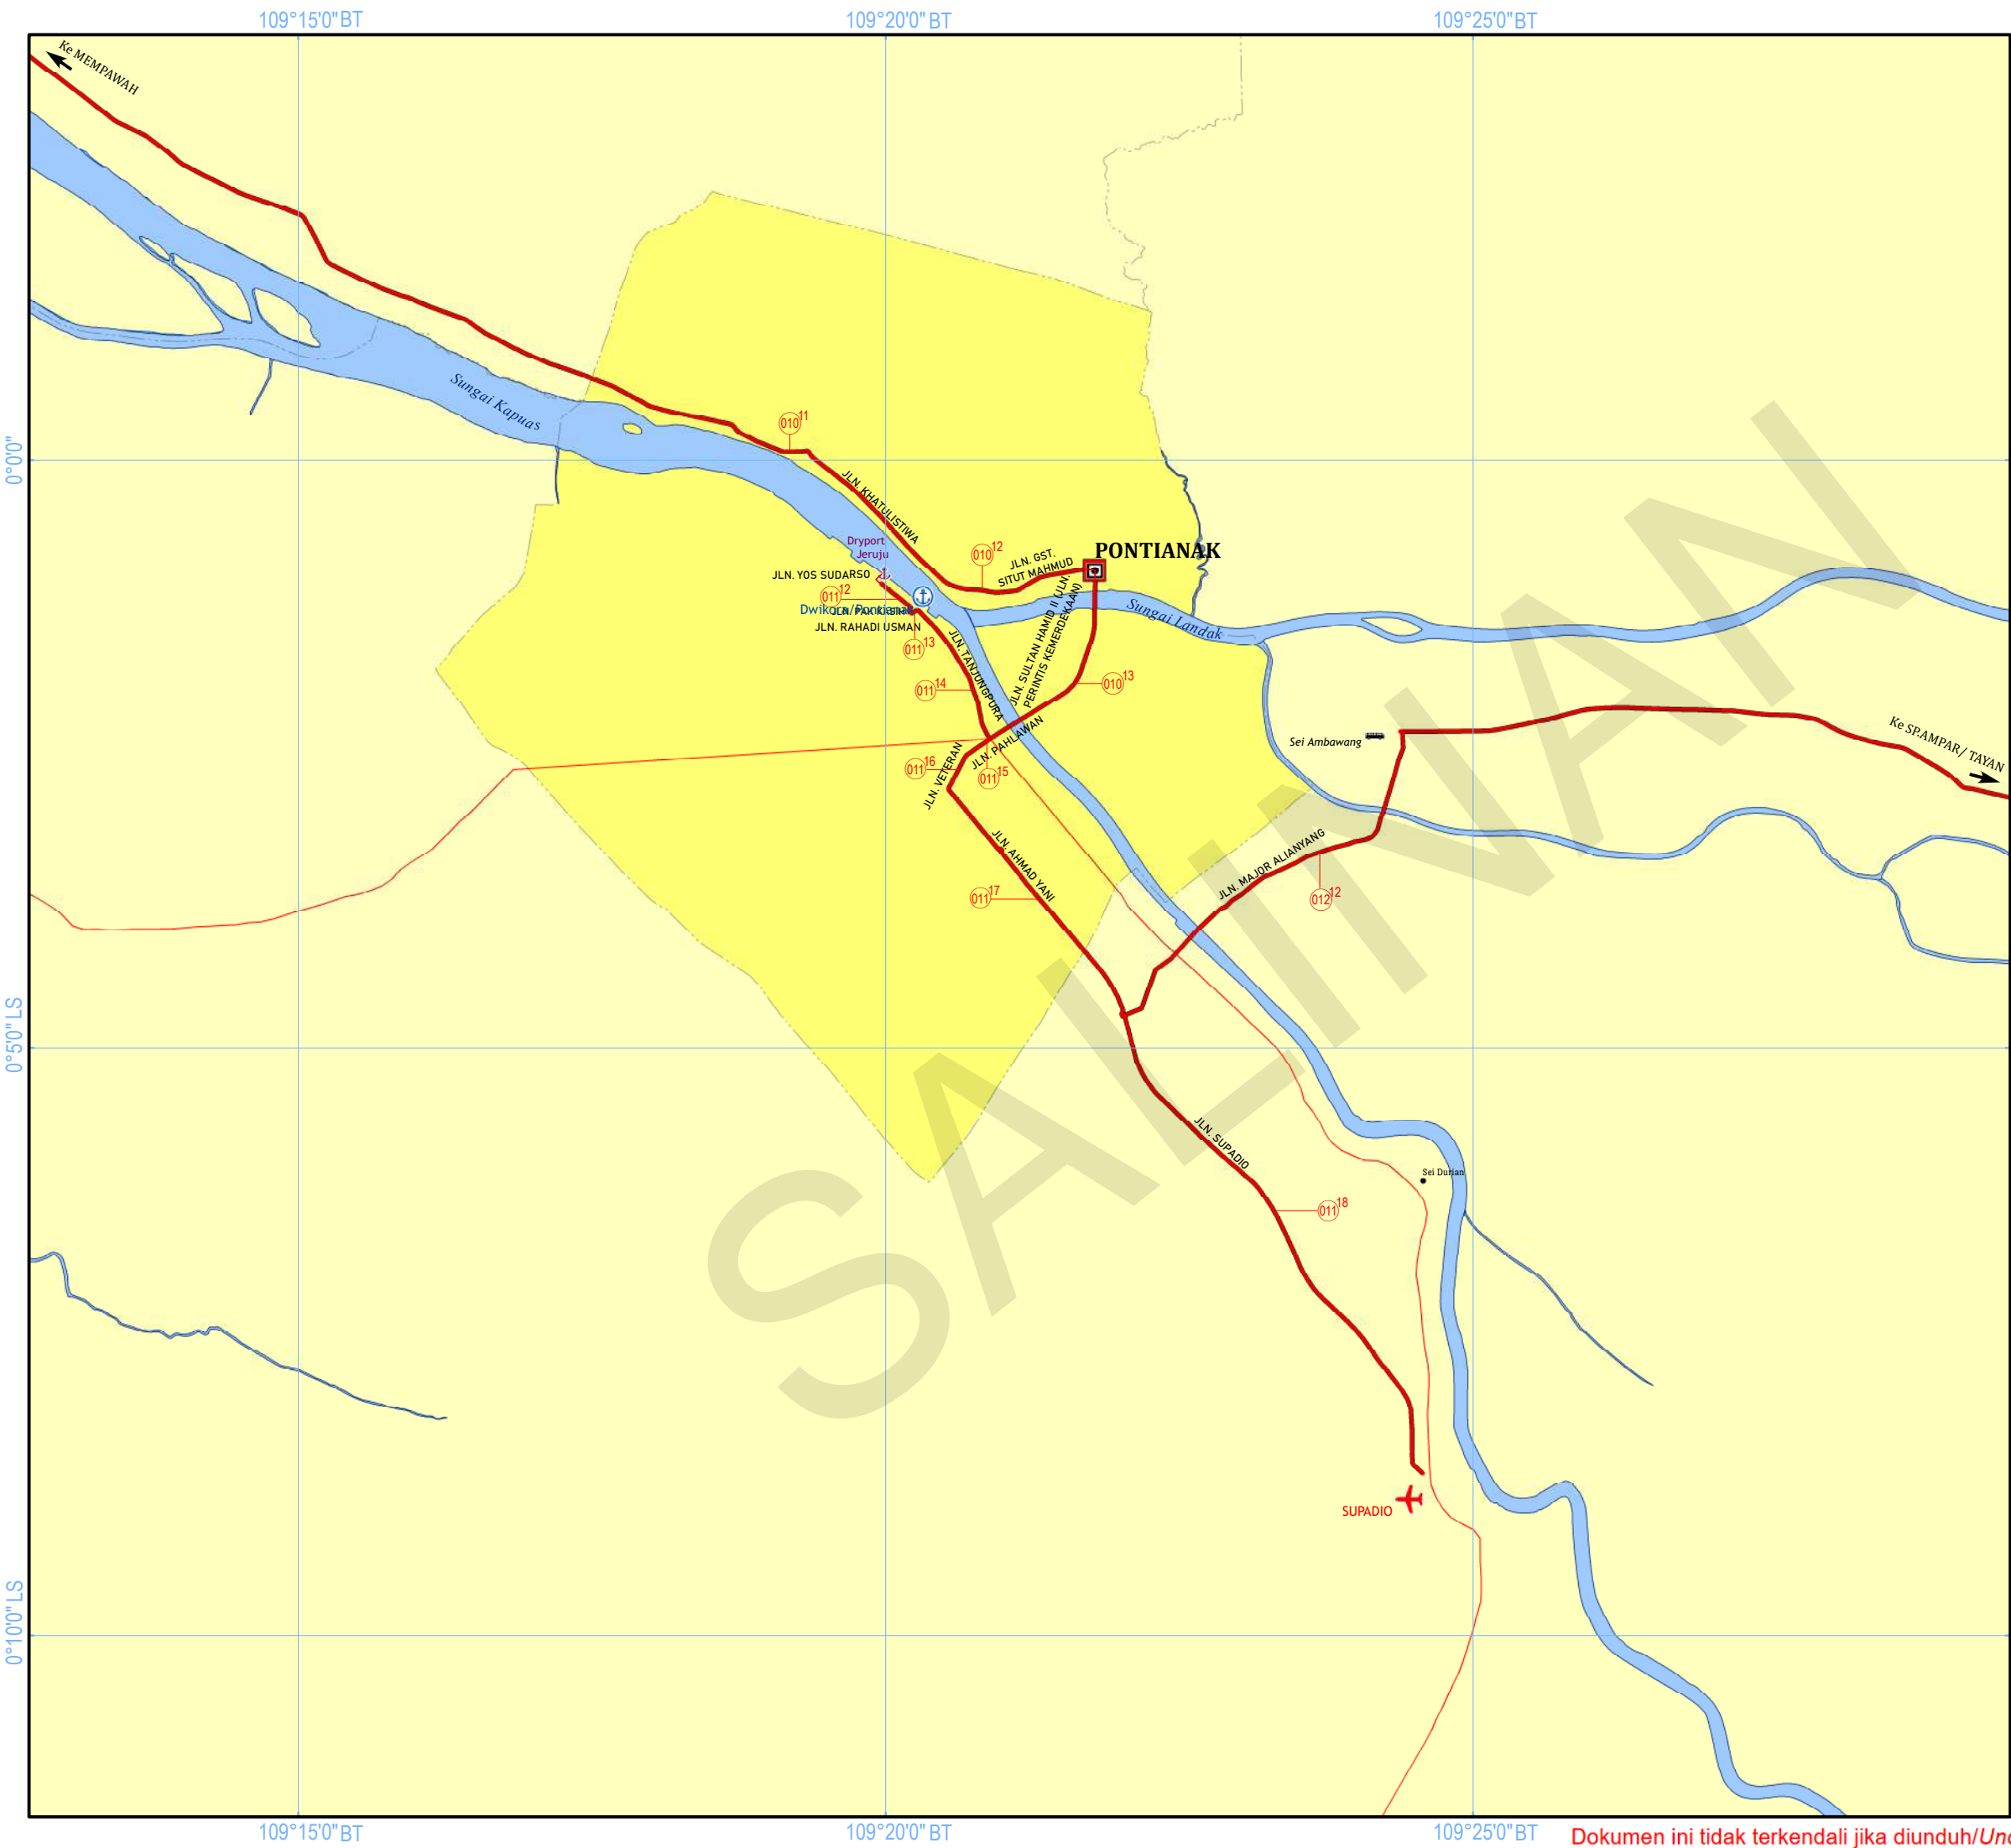 109°15'0"BT
109°20'0"BT
109°25'0"BT
Ke MEMPAWAH
Sungai Kapuas
010 11
0°0'0"
JLN. KHATULISTIWA
Dryport
Jeruju
010 12
JLN. GST.
SITUT MAHMUD
PONTIANAK
JLN. YOS SUDARSO
011 12
Dwikora/Pontianak
JLN. PAK KASIH
JLN. RAHADI USMAN
011 13
JLN. TANJUNGPURA
JLN. SULTAN HAMID II (JLN.
PERINTIS KEMERDEKAAN)
Sungai Landak
011 14
010 13
JLN. PAHLAWAN
JLN. VETERAN
011 16
011 15
Sei Ambawang
Ke SP.AMPAR/ TAYAN
JLN. AHMAD YANI
JLN. MAJOR ALIANYANG
011 17
012 12
0°5'0"LS
JLN. SUPADIO
Sei Durian
011 18
SUPADIO
0°10'0"LS
SALINAN
109°15'0"BT
109°20'0"BT
109°25'0"BT
Dokumen ini tidak terkendali jika diunduh/